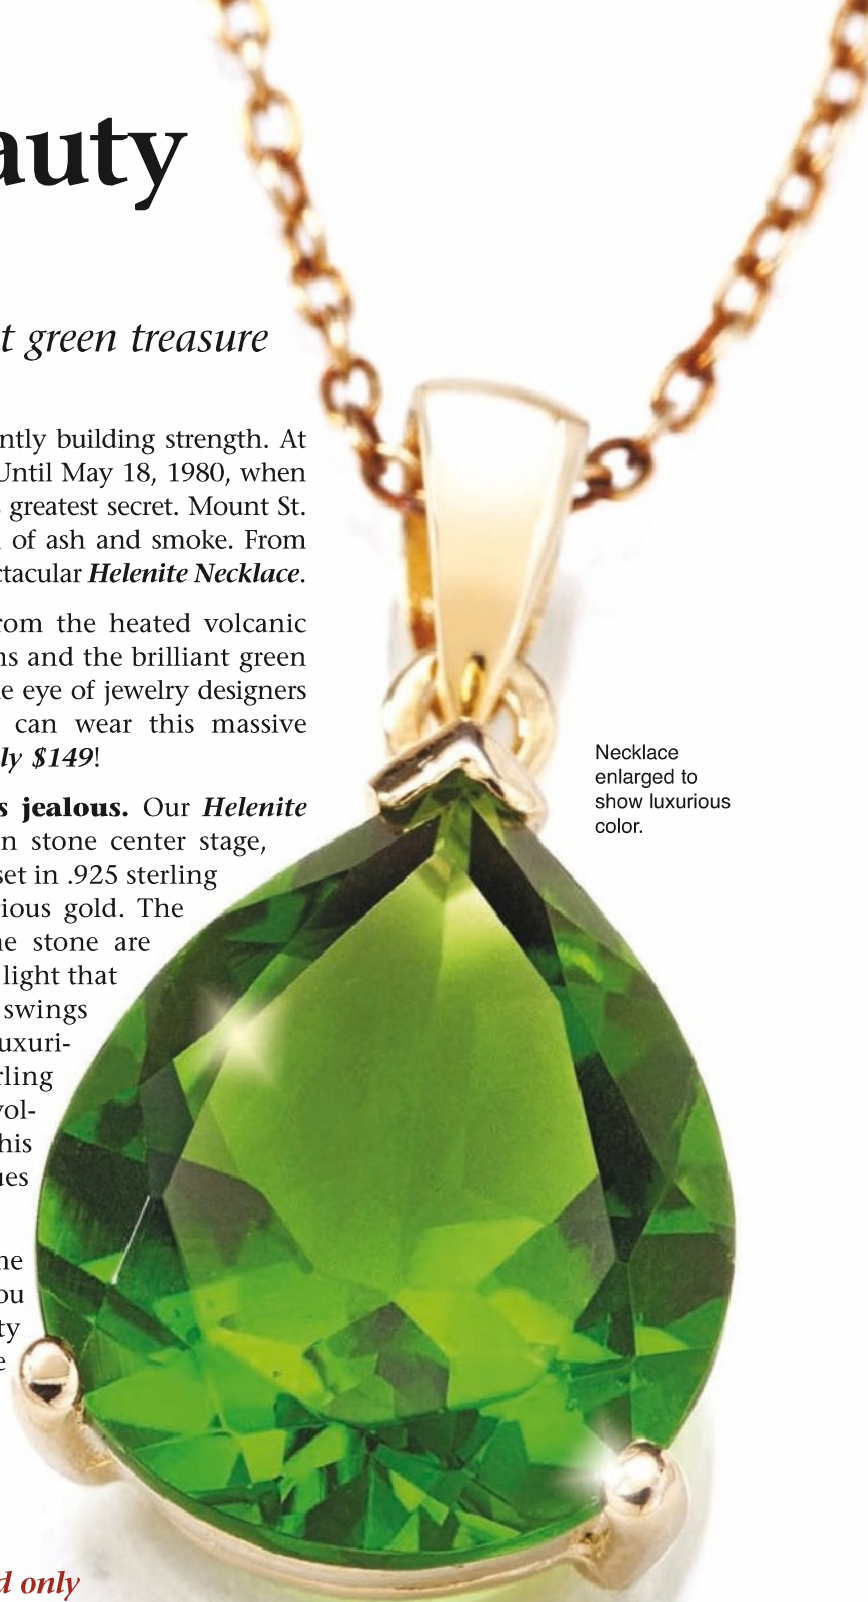 auty
t green treasure
ntly building strength. At
Until May 18, 1980, when
greatest secret. Mount St.
of ash and smoke. From
ctacular Helenite Necklace.
rom the heated volcanic
ns and the brilliant green
e eye of jewelry designers
can wear this massive
ly $149!
s jealous. Our Helenite
n stone center stage,
set in .925 sterling
ious gold. The
ne stone are
light that
swings
uxuri-
rling
vol-
his
ues
ne
ou
ty
e
Necklace
enlarged to
show luxurious
color.
d only